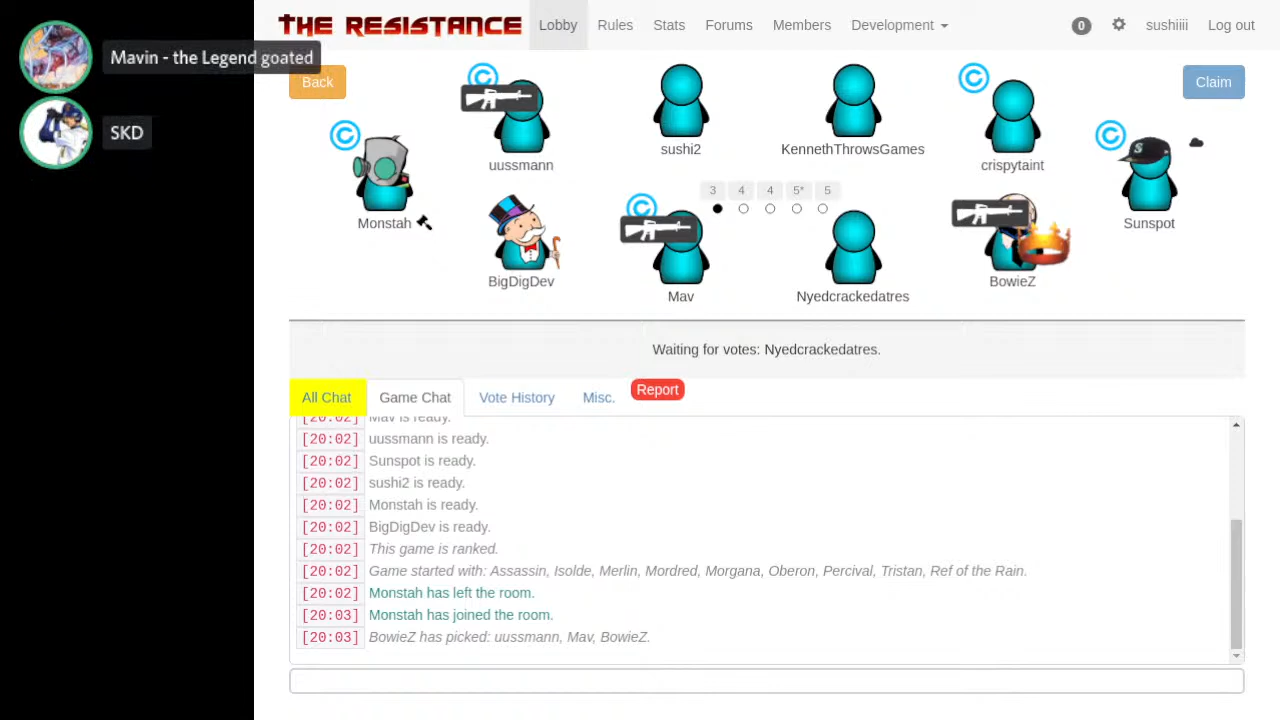 Mavin - the Legend goated
SKD
THE RESISTANCE
Lobby Rules Stats Forums Members Development 0 sushiiii Log out
Back
Claim
uussmann
sushi2
KennethThrowsGames
crispytaint
Monstah
Sunspot
3 4 4 5* 5
BigDigDev
Mav
Nyedcrackedatres
BowieZ
Waiting for votes: Nyedcrackedatres.
All Chat Game Chat Vote History Misc. Report
[20:02] Mav is ready.
[20:02] uussmann is ready.
[20:02] Sunspot is ready.
[20:02] sushi2 is ready.
[20:02] Monstah is ready.
[20:02] BigDigDev is ready.
[20:02] This game is ranked.
[20:02] Game started with: Assassin, Isolde, Merlin, Mordred, Morgana, Oberon, Percival, Tristan, Ref of the Rain.
[20:02] Monstah has left the room.
[20:03] Monstah has joined the room.
[20:03] BowieZ has picked: uussmann, Mav, BowieZ.